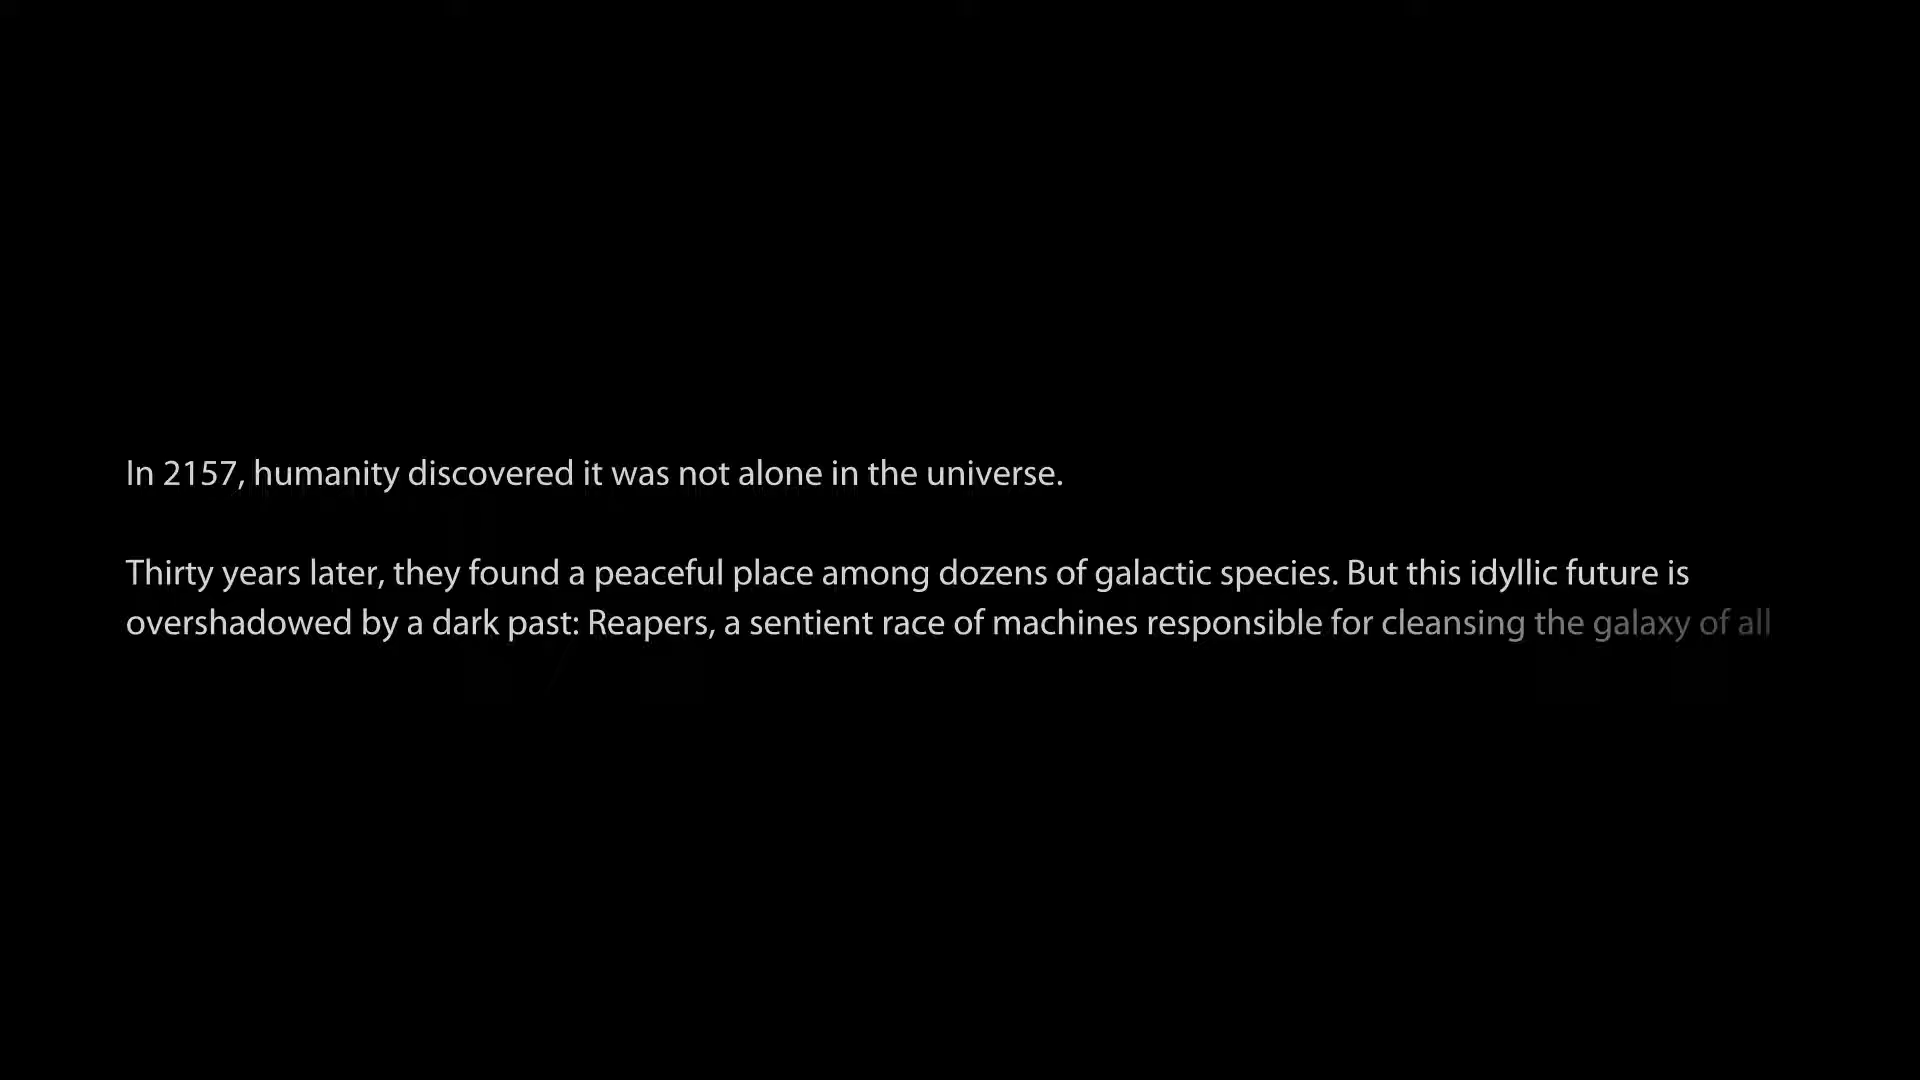 In 2157, humanity discovered it was not alone in the universe.
Thirty years later, they found a peaceful place among dozens of galactic species. But this idyllic future is
overshadowed by a dark past: Reapers, a sentient race of machines responsible for cleansing the galaxy of all